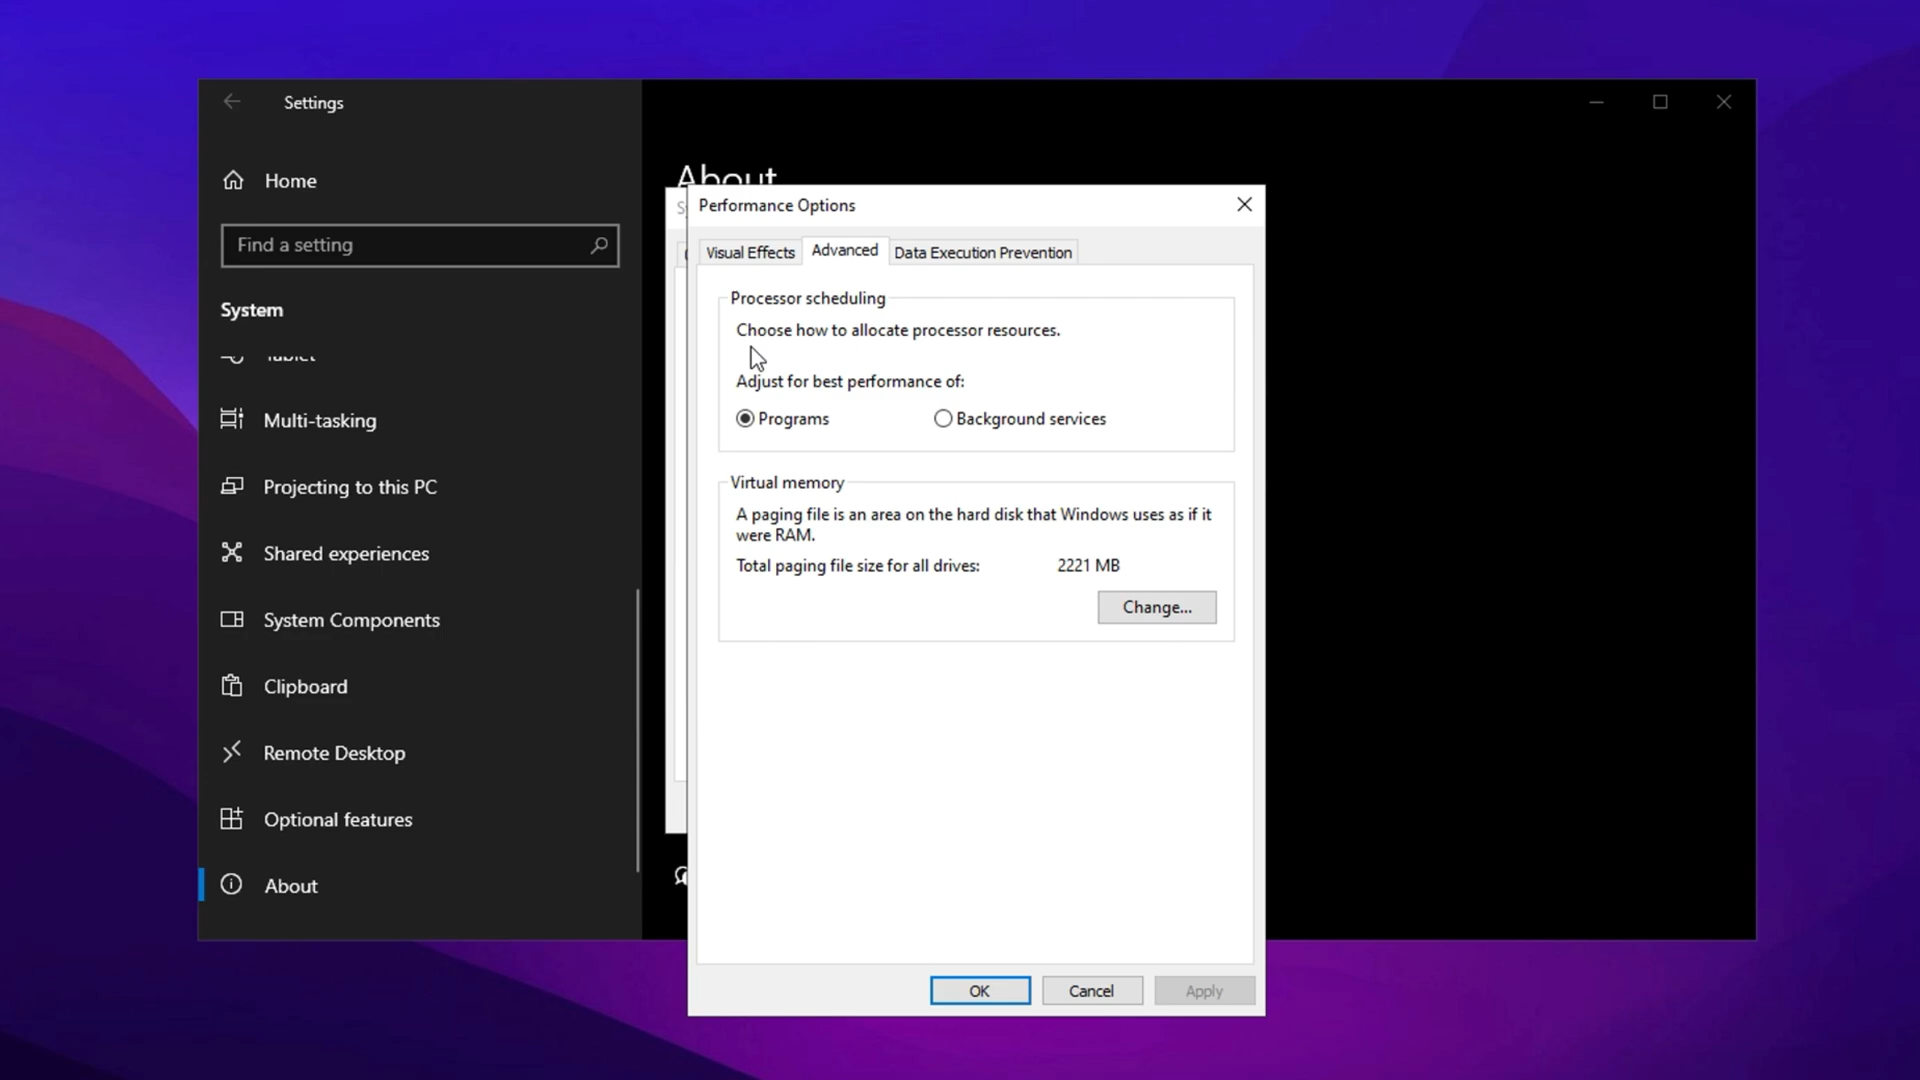 Settings
Home
Find a setting
System
Tablet
Multi-tasking
Projecting to this PC
Shared experiences
System Components
Clipboard
Remote Desktop
Optional features
About
About
Performance Options
Visual Effects
Advanced
Data Execution Prevention
Processor scheduling
Choose how to allocate processor resources.
Adjust for best performance of:
Programs
Background services
Virtual memory
A paging file is an area on the hard disk that Windows uses as if it
were RAM.
Total paging file size for all drives: 2221 MB
Change...
OK
Cancel
Apply